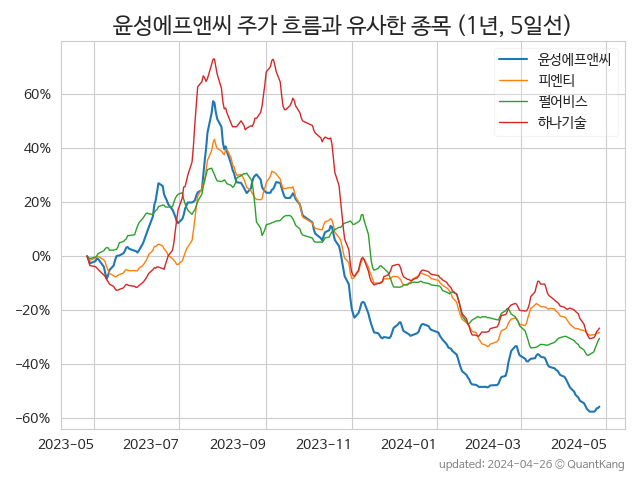 윤성에프앤씨 주가 흐름과 유사한 종목 (1년, 5일선)
윤성에프앤씨
피엔티
펄어비스
하나기술
60%
40%
20%
0%
−20%
−40%
−60%
2023-05 2023-07 2023-09 2023-11 2024-01 2024-03 2024-05
updated: 2024-04-26 © QuantKang